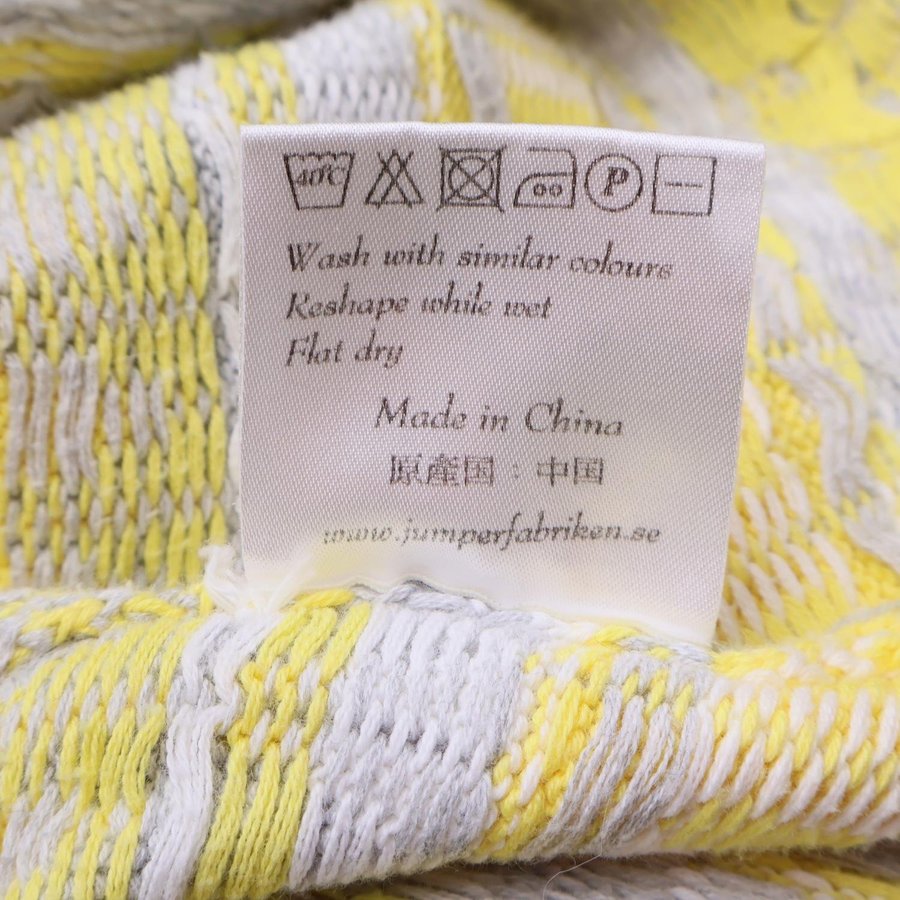 40°C P
Wash with similar colours
Reshape while wet
Flat dry
Made in China
原產国：中国
www.jumperfabriken.se